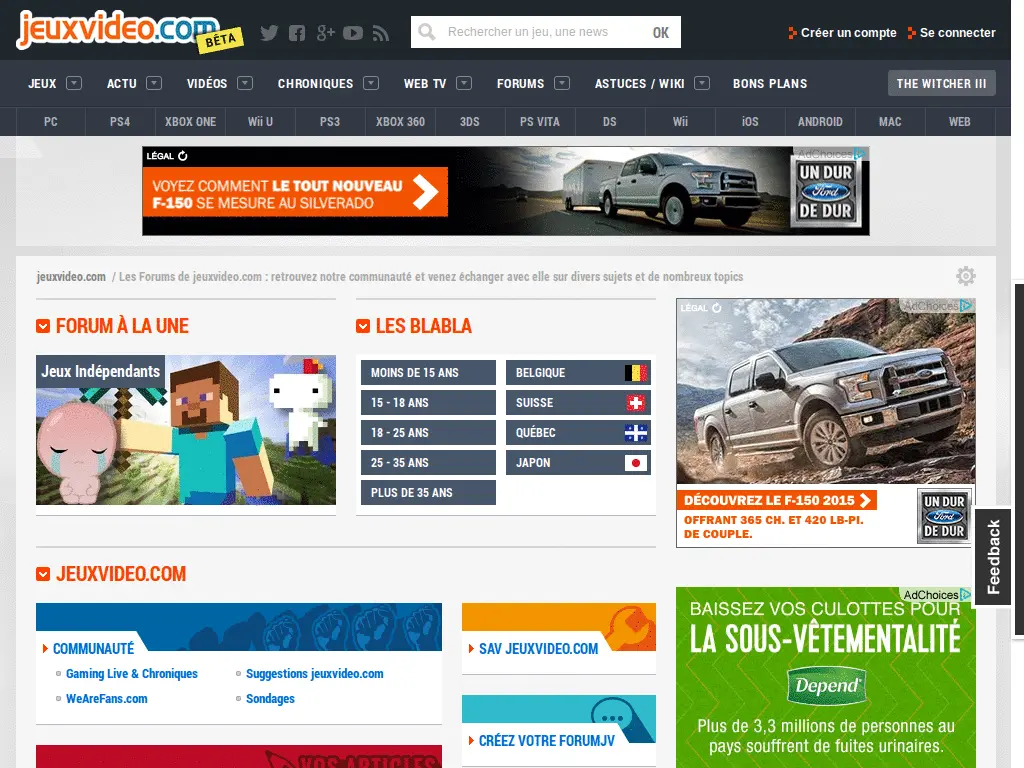 jeuxvideo.com
BÊTA
Rechercher un jeu, une news
OK
Créer un compte
Se connecter
JEUX
ACTU
VIDÉOS
CHRONIQUES
WEB TV
FORUMS
ASTUCES / WIKI
BONS PLANS
THE WITCHER III
PC
PS4
XBOX ONE
Wii U
PS3
XBOX 360
3DS
PS VITA
DS
Wii
iOS
ANDROID
MAC
WEB
LÉGAL
VOYEZ COMMENT LE TOUT NOUVEAU
F-150 SE MESURE AU SILVERADO
AdChoices
UN DUR
Ford
DE DUR
jeuxvideo.com / Les Forums de jeuxvideo.com : retrouvez notre communauté et venez échanger avec elle sur divers sujets et de nombreux topics
FORUM À LA UNE
Jeux Indépendants
LES BLABLA
MOINS DE 15 ANS
BELGIQUE
15 - 18 ANS
SUISSE
18 - 25 ANS
QUÉBEC
25 - 35 ANS
JAPON
PLUS DE 35 ANS
LÉGAL
AdChoices
DÉCOUVREZ LE F-150 2015
OFFRANT 365 CH. ET 420 LB-PI.
DE COUPLE.
UN DUR
Ford
DE DUR
Feedback
JEUXVIDEO.COM
COMMUNAUTÉ
Gaming Live & Chroniques
Suggestions jeuxvideo.com
WeAreFans.com
Sondages
SAV JEUXVIDEO.COM
CRÉEZ VOTRE FORUMJV
VOS ARTICLES
AdChoices
BAISSEZ VOS CULOTTES POUR
LA SOUS-VÊTEMENTALITÉ
Depend
Plus de 3,3 millions de personnes au
pays souffrent de fuites urinaires.